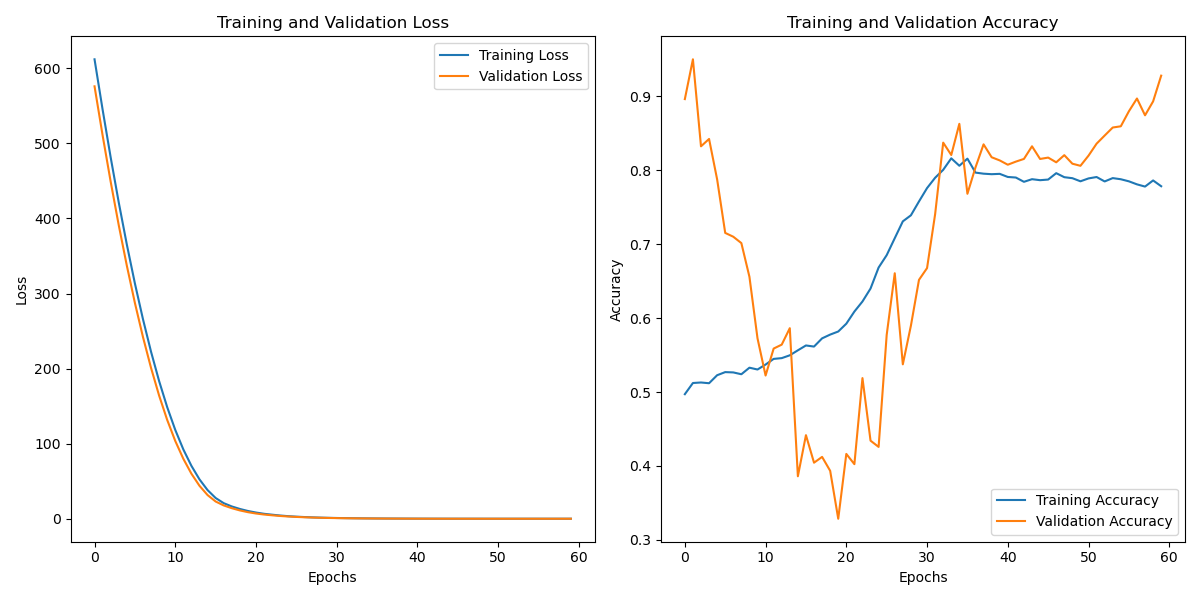 Training and Validation Loss
Training Loss
Validation Loss
600
500
400
300
200
100
0
Loss
0 10 20 30 40 50 60
Epochs
Training and Validation Accuracy
0.9
0.8
0.7
0.6
0.5
0.4
0.3
Accuracy
Training Accuracy
Validation Accuracy
0 10 20 30 40 50 60
Epochs